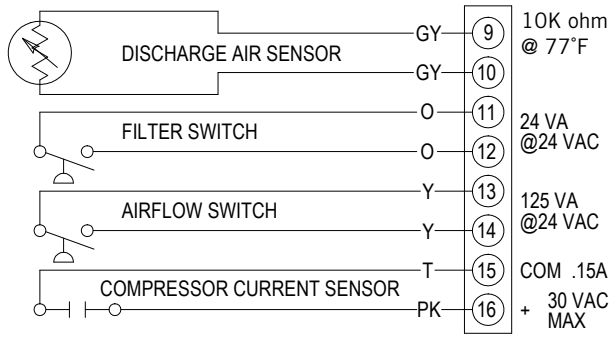 GY 9 10K ohm
@ 77°F
DISCHARGE AIR SENSOR
GY 10
O 11
24 VA
FILTER SWITCH
@24 VAC
O 12
Y 13
125 VA
AIRFLOW SWITCH
@24 VAC
Y 14
T 15 COM .15A
COMPRESSOR CURRENT SENSOR
PK 16 + 30 VAC
MAX